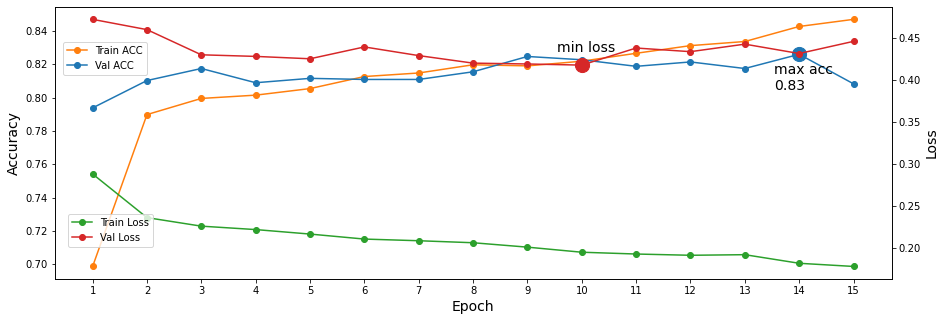 0.84
0.82
0.80
0.78
0.76
0.74
0.72
0.70
Accuracy
Train ACC
Val ACC
Train Loss
Val Loss
min loss
max acc
0.83
0.45
0.40
0.35
0.30
0.25
0.20
Loss
1 2 3 4 5 6 7 8 9 10 11 12 13 14 15
Epoch